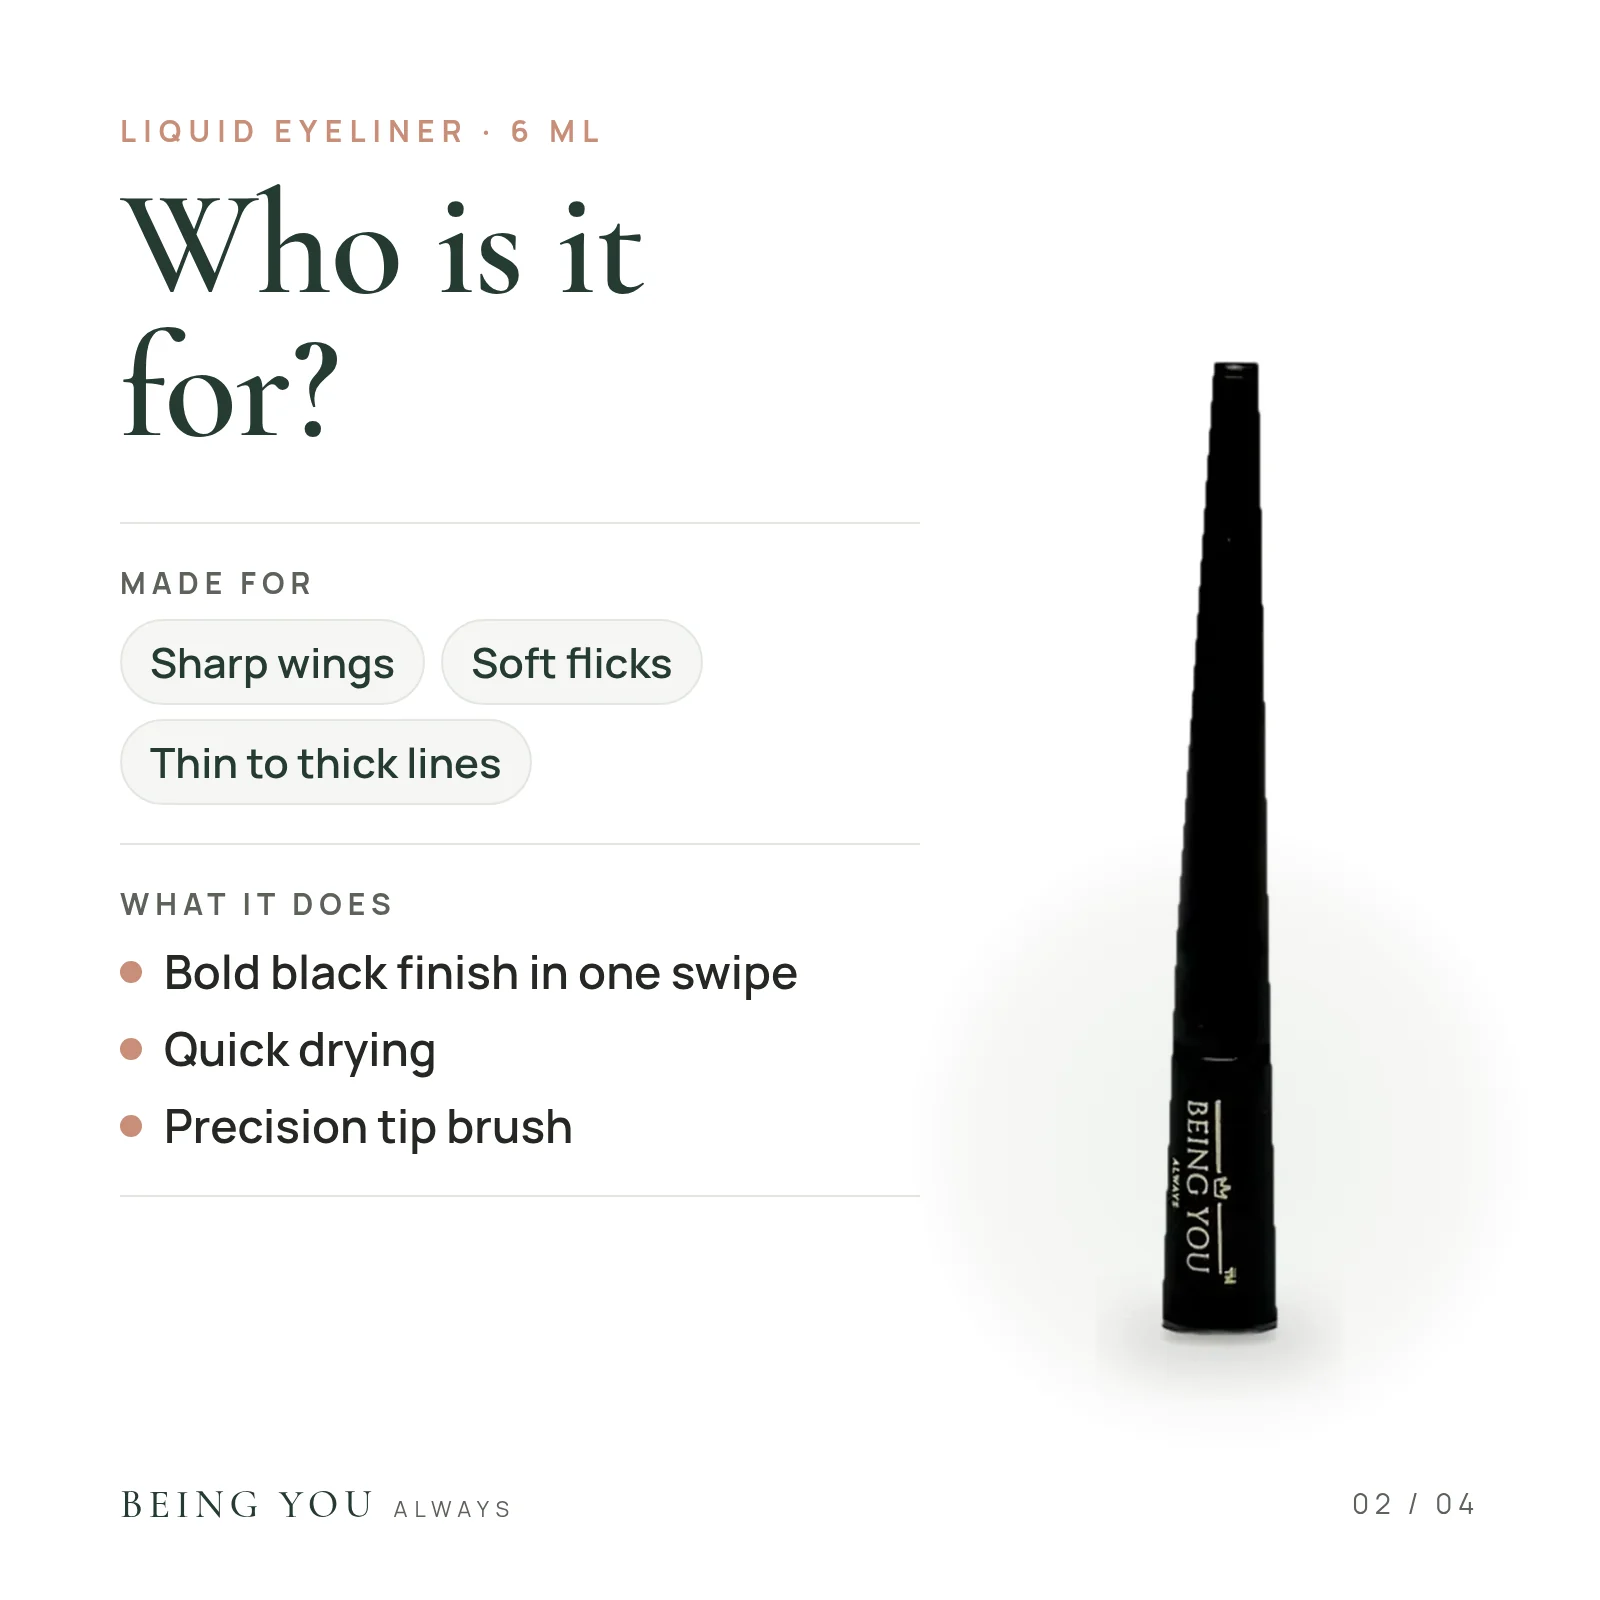 LIQUID EYELINER · 6 ML
Who is it
for?
MADE FOR
Sharp wings
Soft flicks
Thin to thick lines
WHAT IT DOES
Bold black finish in one swipe
Quick drying
Precision tip brush
BEING YOU
ALWAYS
TM
BEING YOU ALWAYS
02 / 04